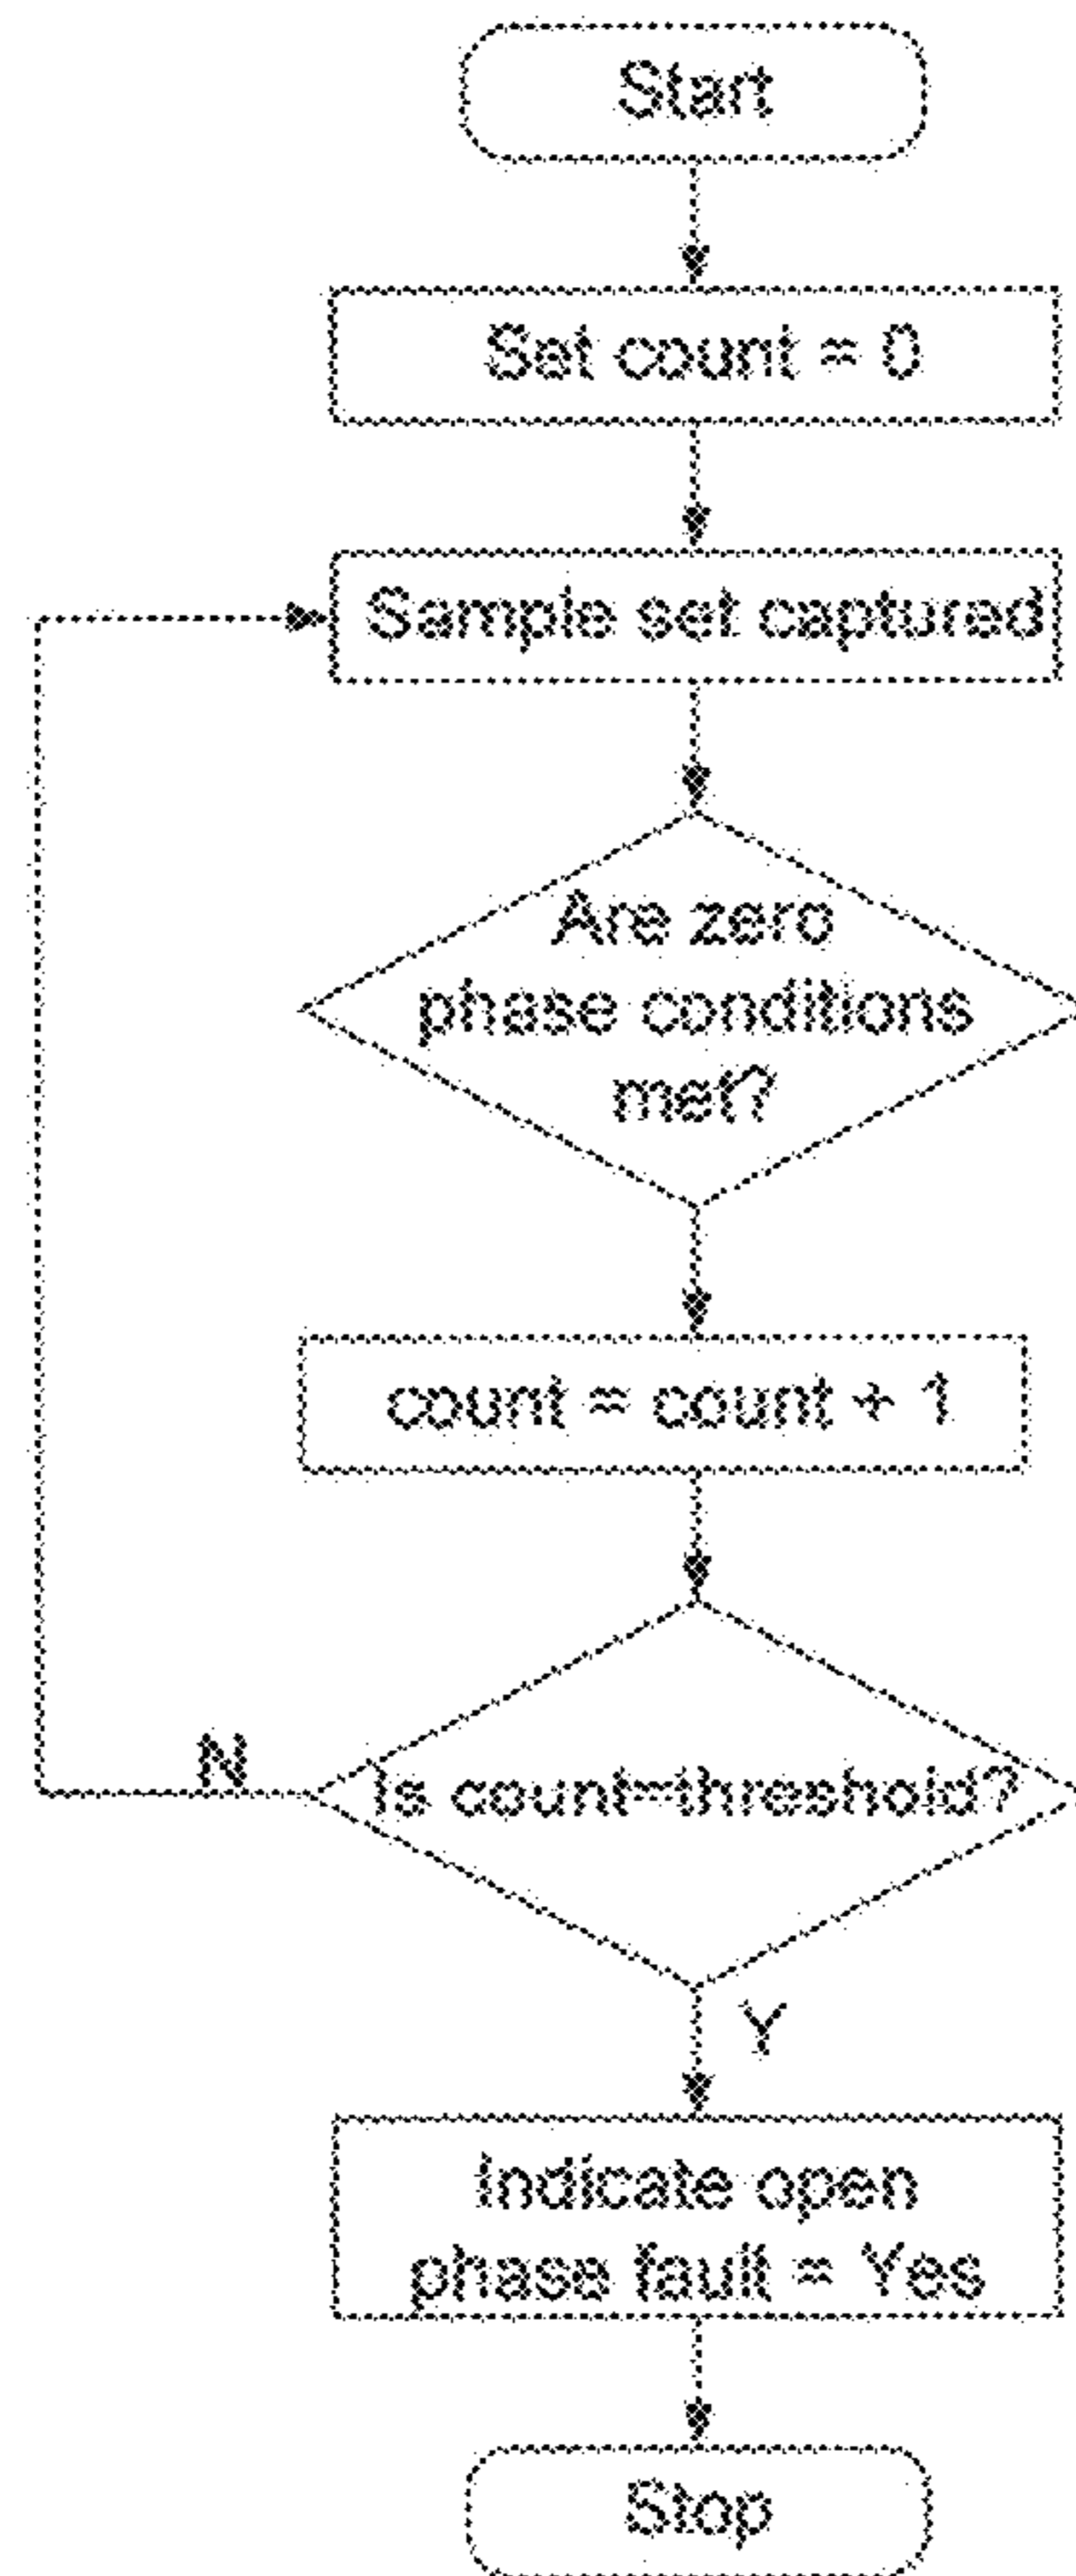 Start
Set count = 0
Sample set captured
Are zero
phase conditions
met?
count = count + 1
Is count=threshold?
N
Y
Indicate open
phase fault = Yes
Stop